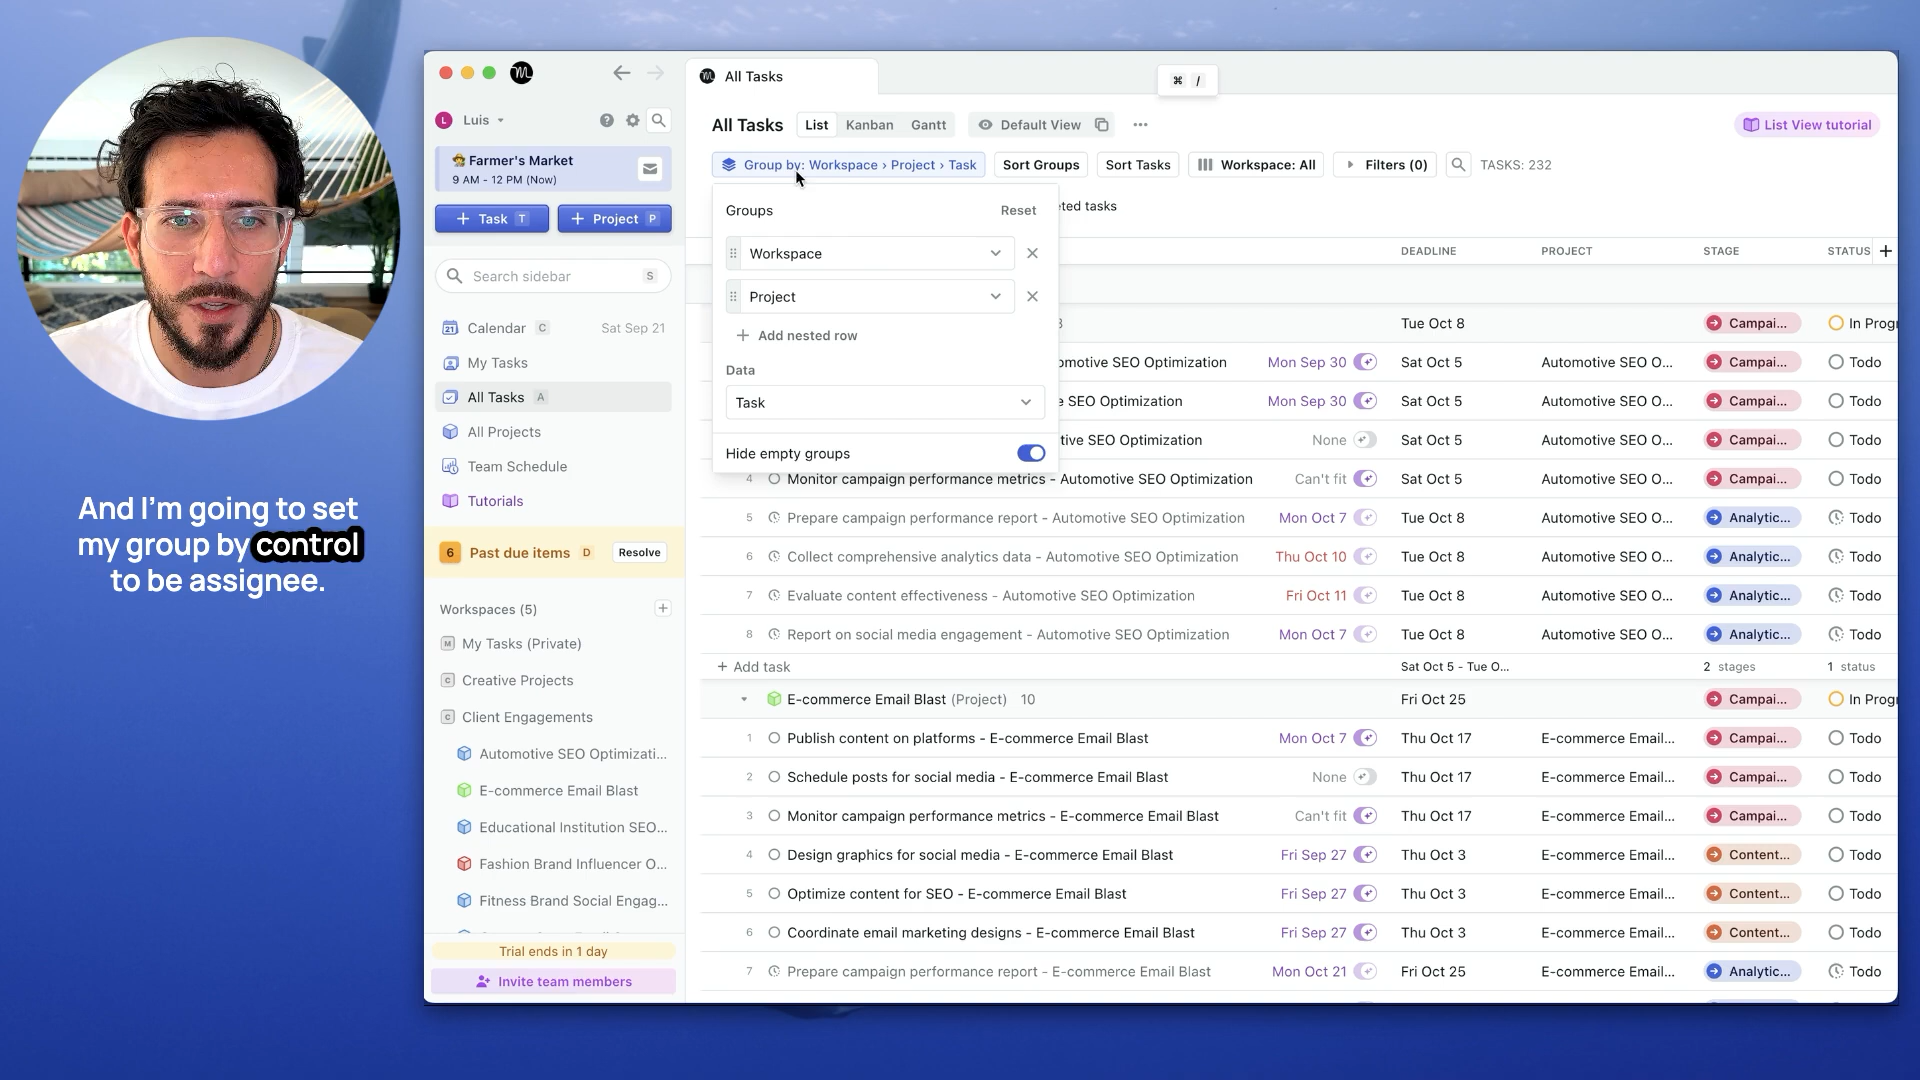 And I'm going to set
my group by control
to be assignee.
All Tasks
⌘ /
L Luis
Farmer's Market
9 AM - 12 PM (Now)
+ Task T
+ Project P
Search sidebar S
Calendar C Sat Sep 21
My Tasks
All Tasks A
All Projects
Team Schedule
Tutorials
6 Past due items D Resolve
Workspaces (5) +
M My Tasks (Private)
C Creative Projects
C Client Engagements
Automotive SEO Optimizati...
E-commerce Email Blast
Educational Institution SEO...
Fashion Brand Influencer O...
Fitness Brand Social Engag...
Trial ends in 1 day
Invite team members
All Tasks List Kanban Gantt Default View ••• List View tutorial
Group by: Workspace › Project › Task Sort Groups Sort Tasks Workspace: All Filters (0) TASKS: 232
Groups Reset
Workspace
Project
+ Add nested row
Data
Task
Hide empty groups
ted tasks
DEADLINE PROJECT STAGE STATUS +
Tue Oct 8 Campai... In Progr
omotive SEO Optimization Mon Sep 30 Sat Oct 5 Automotive SEO O... Campai... Todo
e SEO Optimization Mon Sep 30 Sat Oct 5 Automotive SEO O... Campai... Todo
tive SEO Optimization None Sat Oct 5 Automotive SEO O... Campai... Todo
4 Monitor campaign performance metrics - Automotive SEO Optimization Can't fit Sat Oct 5 Automotive SEO O... Campai... Todo
5 Prepare campaign performance report - Automotive SEO Optimization Mon Oct 7 Tue Oct 8 Automotive SEO O... Analytic... Todo
6 Collect comprehensive analytics data - Automotive SEO Optimization Thu Oct 10 Tue Oct 8 Automotive SEO O... Analytic... Todo
7 Evaluate content effectiveness - Automotive SEO Optimization Fri Oct 11 Tue Oct 8 Automotive SEO O... Analytic... Todo
8 Report on social media engagement - Automotive SEO Optimization Mon Oct 7 Tue Oct 8 Automotive SEO O... Analytic... Todo
+ Add task Sat Oct 5 - Tue O... 2 stages 1 status
E-commerce Email Blast (Project) 10 Fri Oct 25 Campai... In Progr
1 Publish content on platforms - E-commerce Email Blast Mon Oct 7 Thu Oct 17 E-commerce Email... Campai... Todo
2 Schedule posts for social media - E-commerce Email Blast None Thu Oct 17 E-commerce Email... Campai... Todo
3 Monitor campaign performance metrics - E-commerce Email Blast Can't fit Thu Oct 17 E-commerce Email... Campai... Todo
4 Design graphics for social media - E-commerce Email Blast Fri Sep 27 Thu Oct 3 E-commerce Email... Content... Todo
5 Optimize content for SEO - E-commerce Email Blast Fri Sep 27 Thu Oct 3 E-commerce Email... Content... Todo
6 Coordinate email marketing designs - E-commerce Email Blast Fri Sep 27 Thu Oct 3 E-commerce Email... Content... Todo
7 Prepare campaign performance report - E-commerce Email Blast Mon Oct 21 Fri Oct 25 E-commerce Email... Analytic... Todo